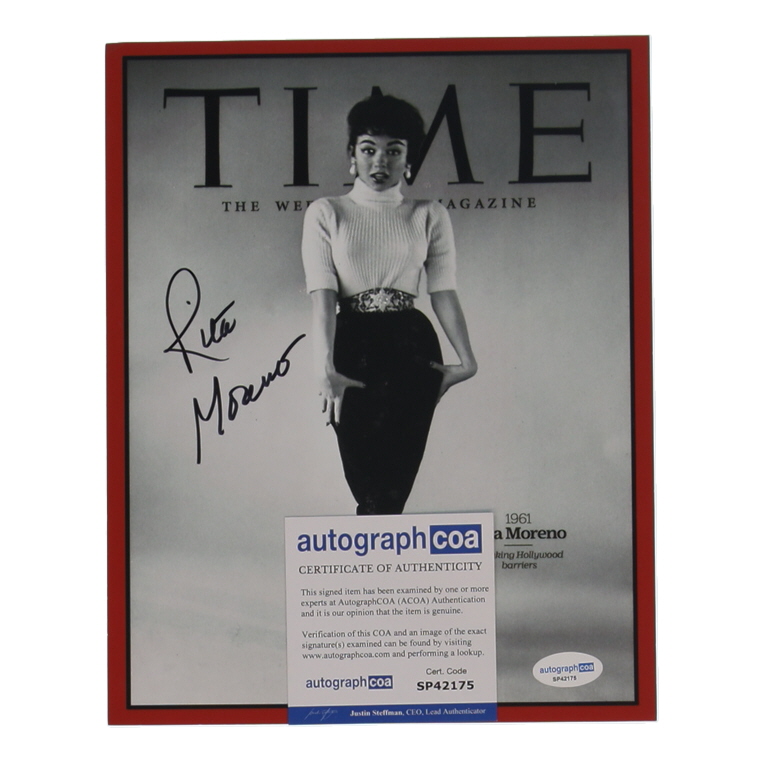 TIME
THE WE MAGAZINE
Rita
Moreno
1961
a Moreno
king Hollywood
barriers
autographcoa
CERTIFICATE OF AUTHENTICITY
This signed item has been examined by one or more
experts at AutographCOA (ACOA) Authentication
and it is our opinion that the item is genuine.
Verification of this COA and an image of the exact
signature(s) examined can be found by visiting
www.autographcoa.com and performing a lookup.
autographcoa
Cert. Code
SP42175
Justin Steffman, CEO, Lead Authenticator
autographcoa
SP42175